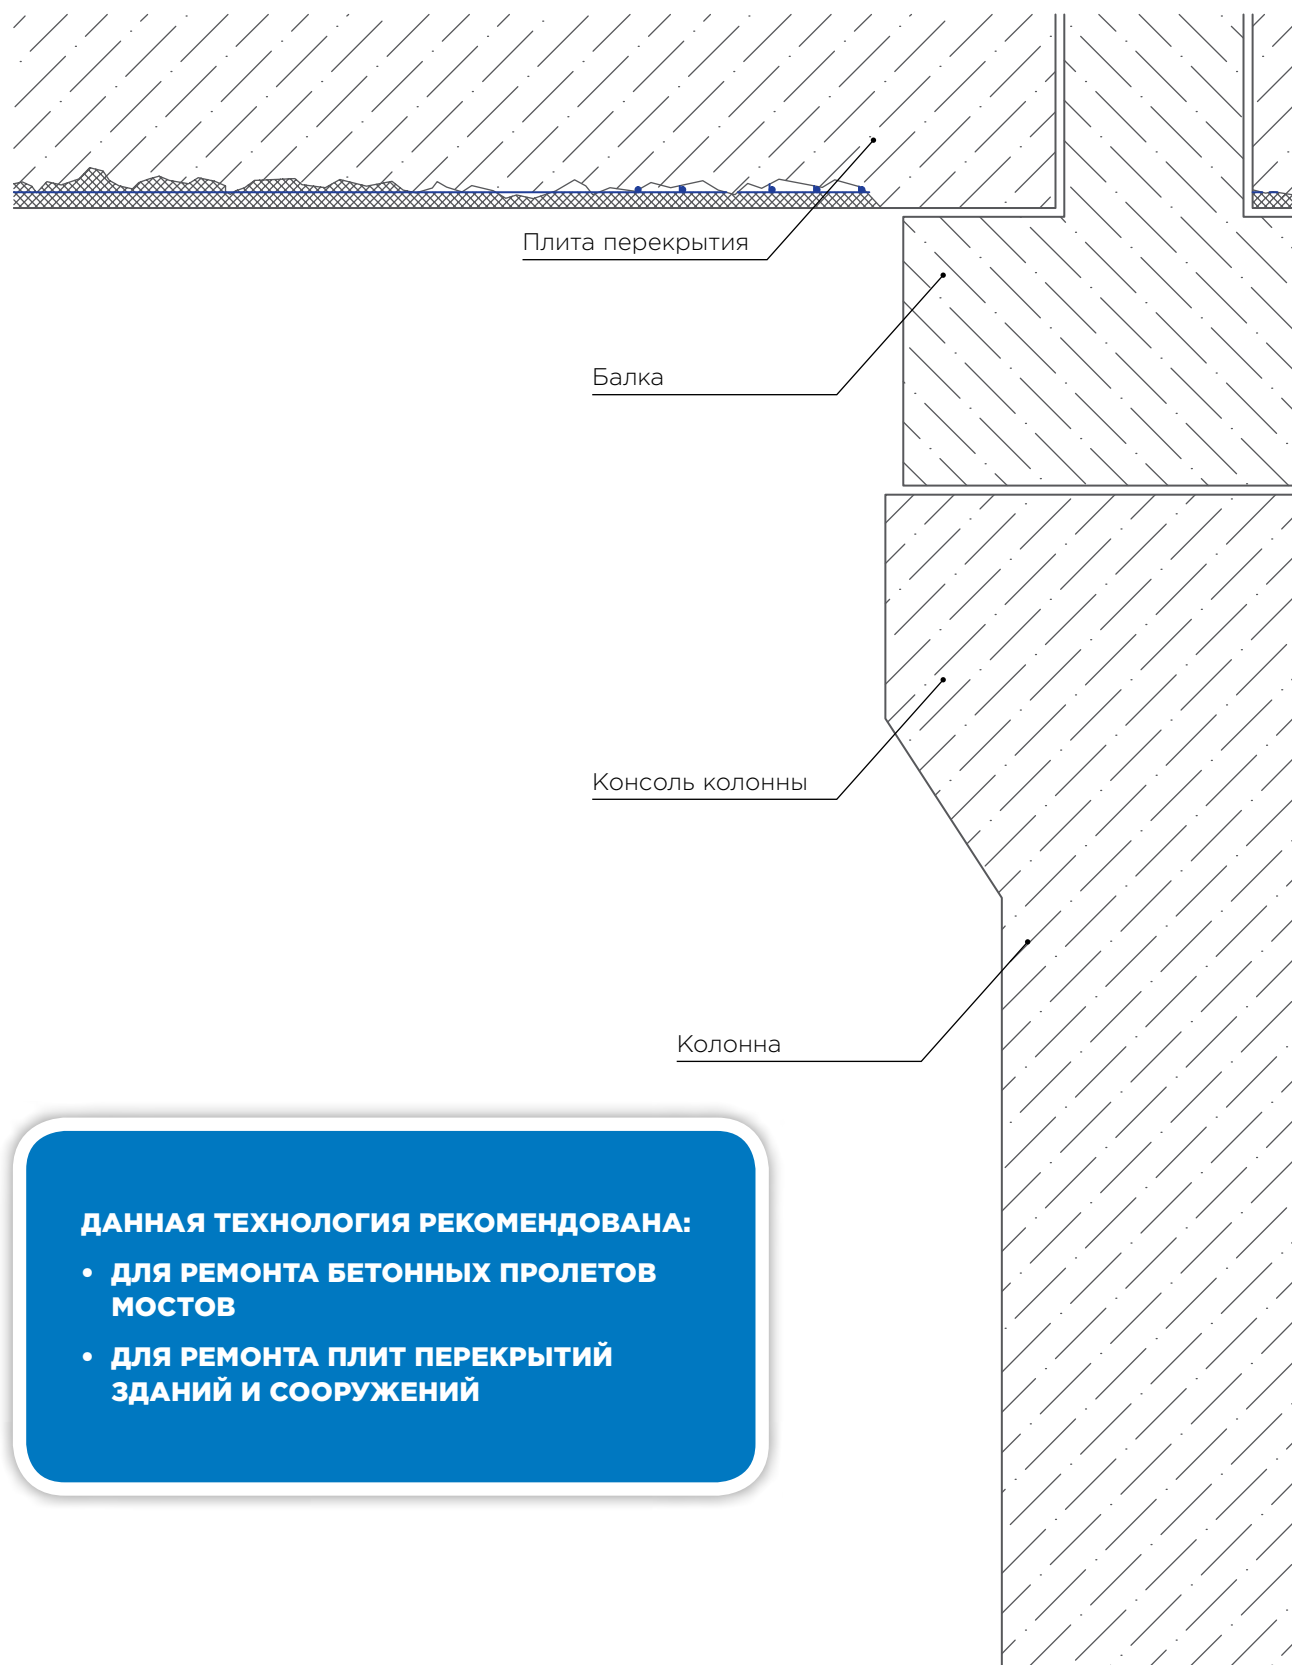 Плита перекрытия
Балка
Консоль колонны
Колонна
ДАННАЯ ТЕХНОЛОГИЯ РЕКОМЕНДОВАНА:
• ДЛЯ РЕМОНТА БЕТОННЫХ ПРОЛЕТОВ
МОСТОВ
• ДЛЯ РЕМОНТА ПЛИТ ПЕРЕКРЫТИЙ
ЗДАНИЙ И СООРУЖЕНИЙ